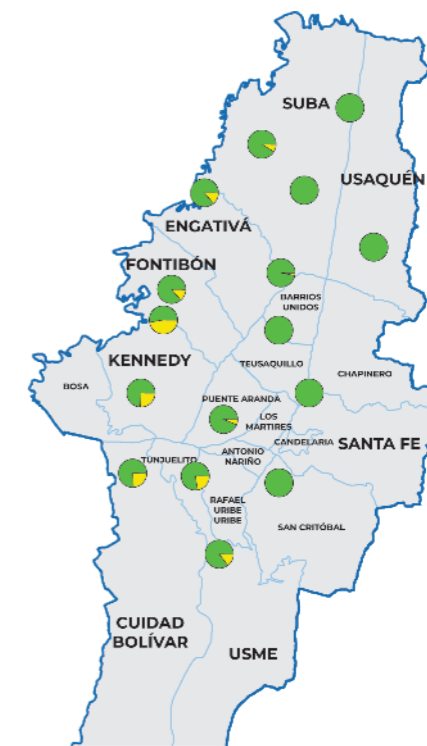 SUBA
USAQUÉN
ENGATIVÁ
FONTIBÓN
BARRIOS
UNIDOS
KENNEDY
TEUSAQUILLO
CHAPINERO
BOSA
PUENTE ARANDA
LOS
MARTIRES
CANDELARIA
SANTA FE
TUNJUELITO
ANTONIO
NARIÑO
RAFAEL
URIBE
URIBE
SAN CRITÓBAL
CUIDAD
BOLÍVAR
USME